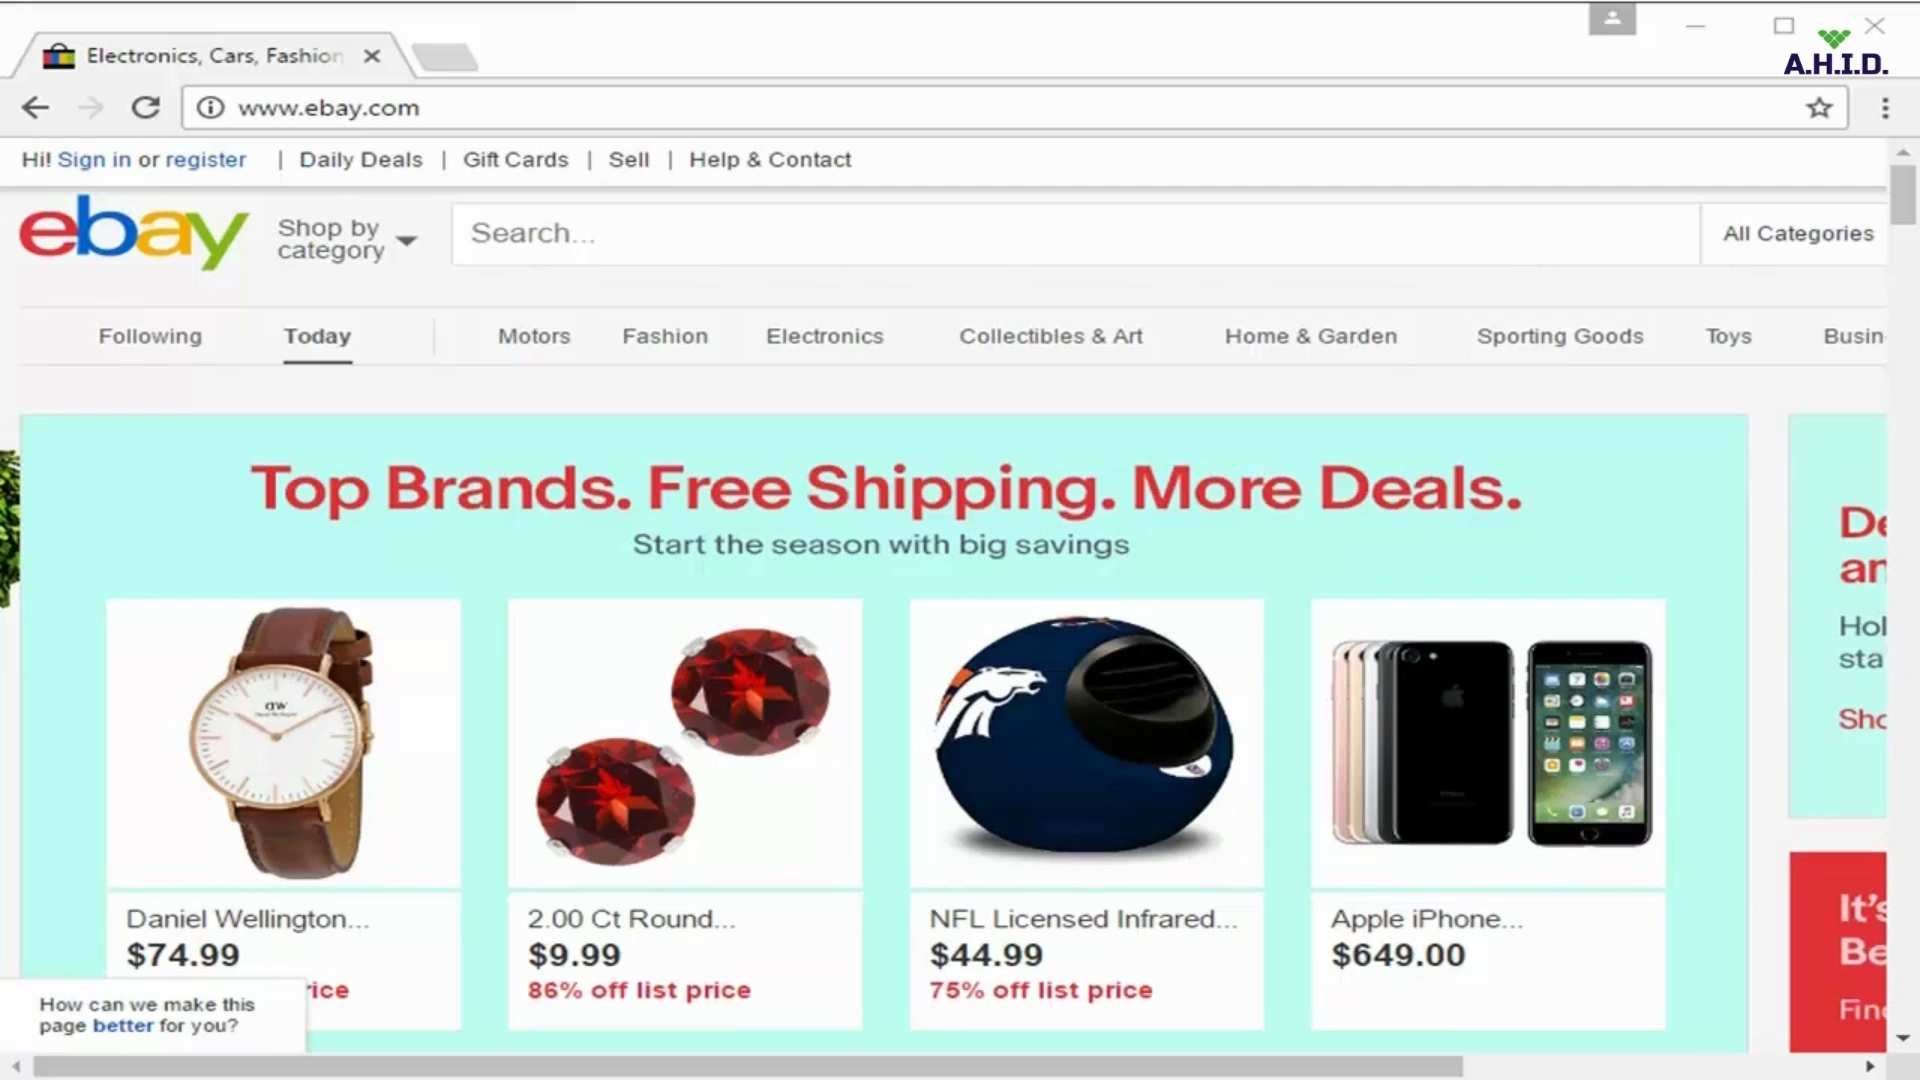 Electronics, Cars, Fashion
A.H.I.D.
www.ebay.com
Hi! Sign in or register | Daily Deals | Gift Cards | Sell | Help & Contact
ebay
Shop by
category
Search...
All Categories
Following Today Motors Fashion Electronics Collectibles & Art Home & Garden Sporting Goods Toys Busin
Top Brands. Free Shipping. More Deals.
Start the season with big savings
De
an
Hol
sta
Sho
DW
Daniel Wellington...
$74.99
rice
2.00 Ct Round...
$9.99
86% off list price
NFL Licensed Infrared...
$44.99
75% off list price
Apple iPhone...
$649.00
It's
Be
Find
How can we make this
page better for you?